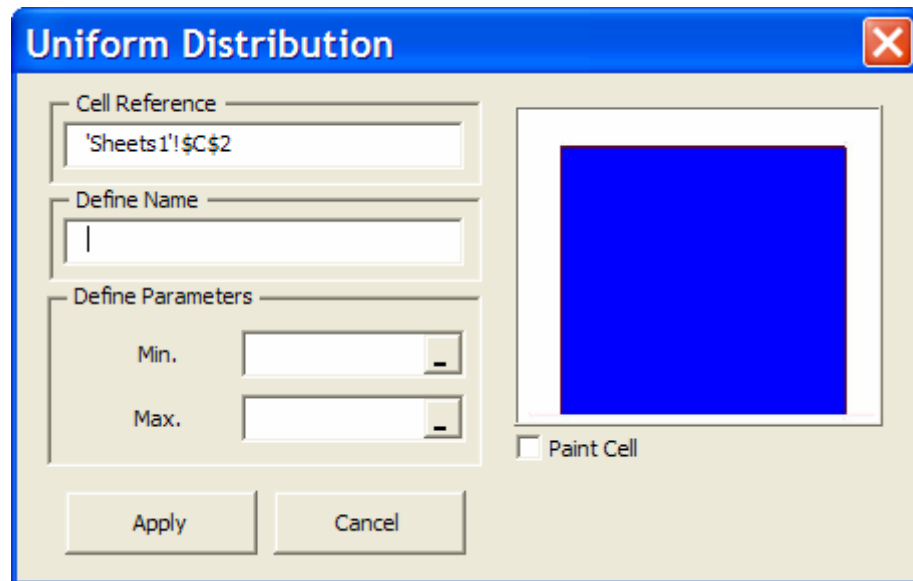 Uniform Distribution
Cell Reference
'Sheets1'!$C$2
Define Name
Define Parameters
Min.
Max.
Paint Cell
Apply
Cancel